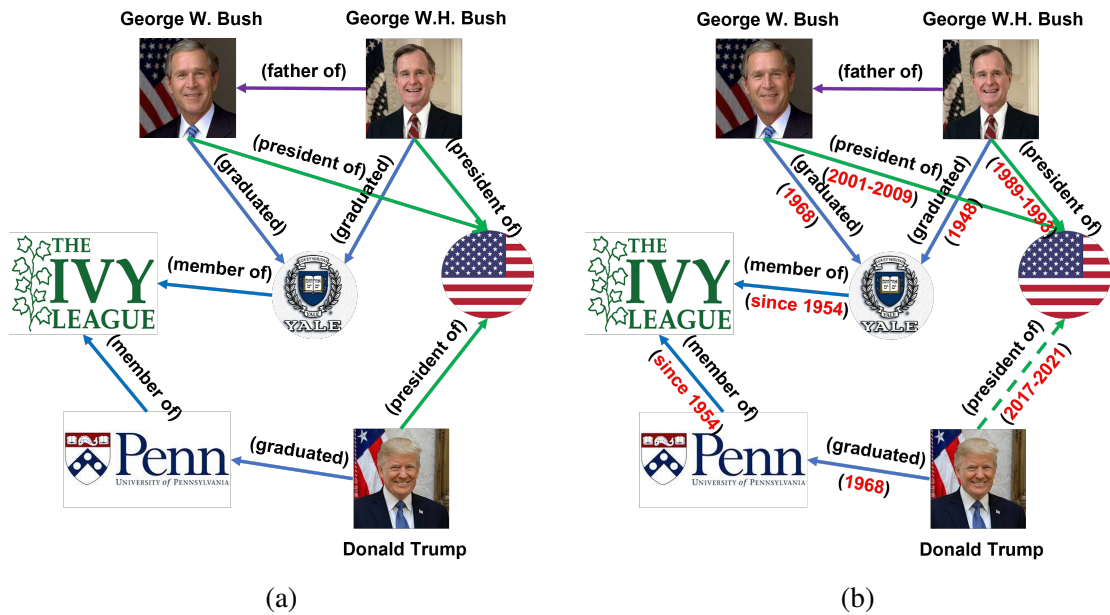 George W. Bush
George W.H. Bush
(father of)
(president of)
(graduated)
(graduated)
(president of)
THE
IVY
LEAGUE
(member of)
YALE
(member of)
(president of)
Penn
UNIVERSITY OF PENNSYLVANIA
(graduated)
Donald Trump
(a)
George W. Bush
George W.H. Bush
(father of)
(president of)
(2001-2009)
(graduated)
(1968)
(graduated)
(1948)
(president of)
(1989-1993)
THE
IVY
LEAGUE
(member of)
(since 1954)
YALE
(member of)
(since 1954)
(president of)
(2017-2021)
Penn
UNIVERSITY OF PENNSYLVANIA
(graduated)
(1968)
Donald Trump
(b)